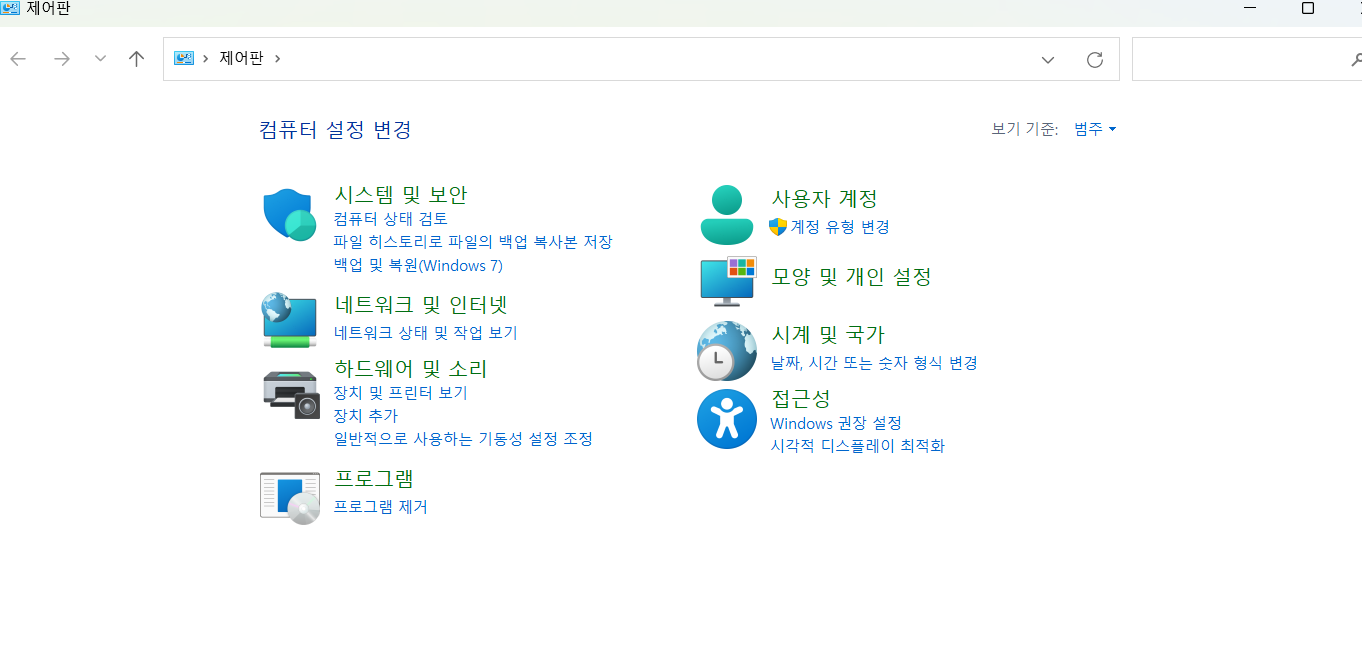 제어판
제어판
컴퓨터 설정 변경
보기 기준: 범주
시스템 및 보안
컴퓨터 상태 검토
파일 히스토리로 파일의 백업 복사본 저장
백업 및 복원(Windows 7)
네트워크 및 인터넷
네트워크 상태 및 작업 보기
하드웨어 및 소리
장치 및 프린터 보기
장치 추가
일반적으로 사용하는 기동성 설정 조정
프로그램
프로그램 제거
사용자 계정
계정 유형 변경
모양 및 개인 설정
시계 및 국가
날짜, 시간 또는 숫자 형식 변경
접근성
Windows 권장 설정
시각적 디스플레이 최적화